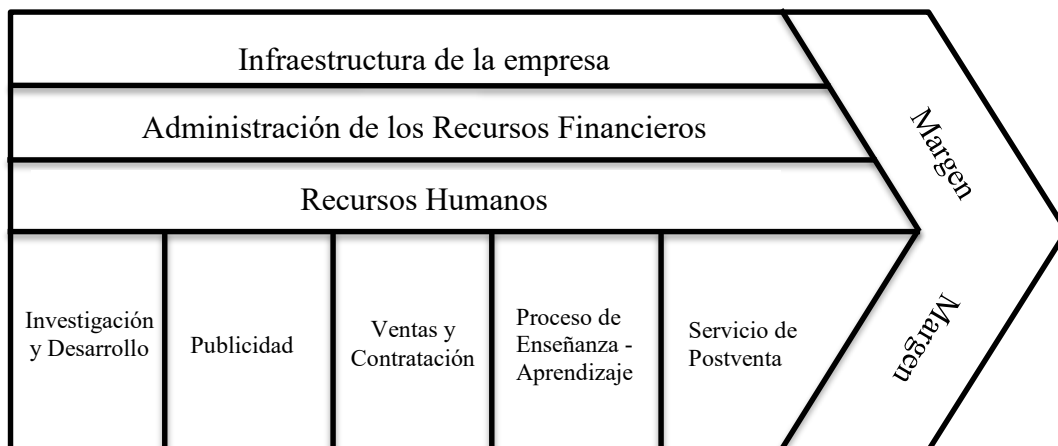 Infraestructura de la empresa
Administración de los Recursos Financieros
Recursos Humanos
Margen
Investigación
y Desarrollo
Publicidad
Ventas y
Contratación
Proceso de
Enseñanza -
Aprendizaje
Servicio de
Postventa
Margen